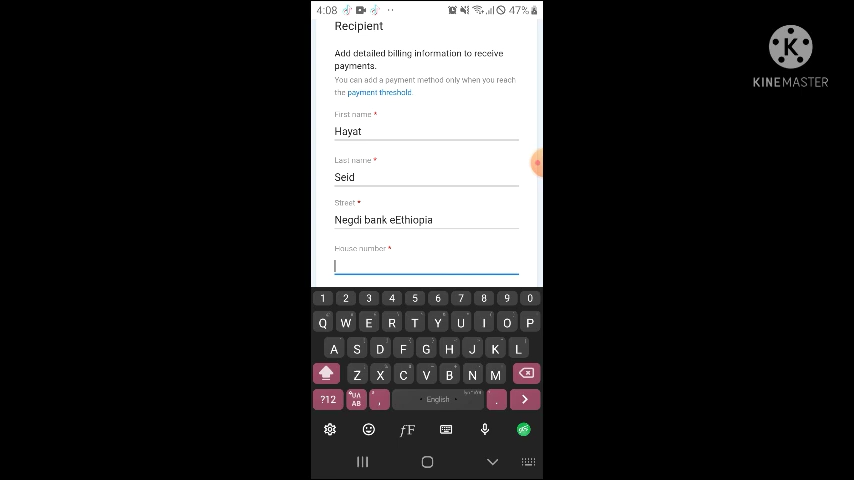 4:08
47%
Recipient
Add detailed billing information to receive
payments.
You can add a payment method only when you reach
the payment threshold.
First name *
Hayat
Last name *
Seid
Street *
Negdi bank eEthiopia
House number *
K
KINEMASTER
1 2 3 4 5 6 7 8 9 0
Q W E R T Y U I O P
A S D F G H J K L
Z X C V B N M
?12 , English .